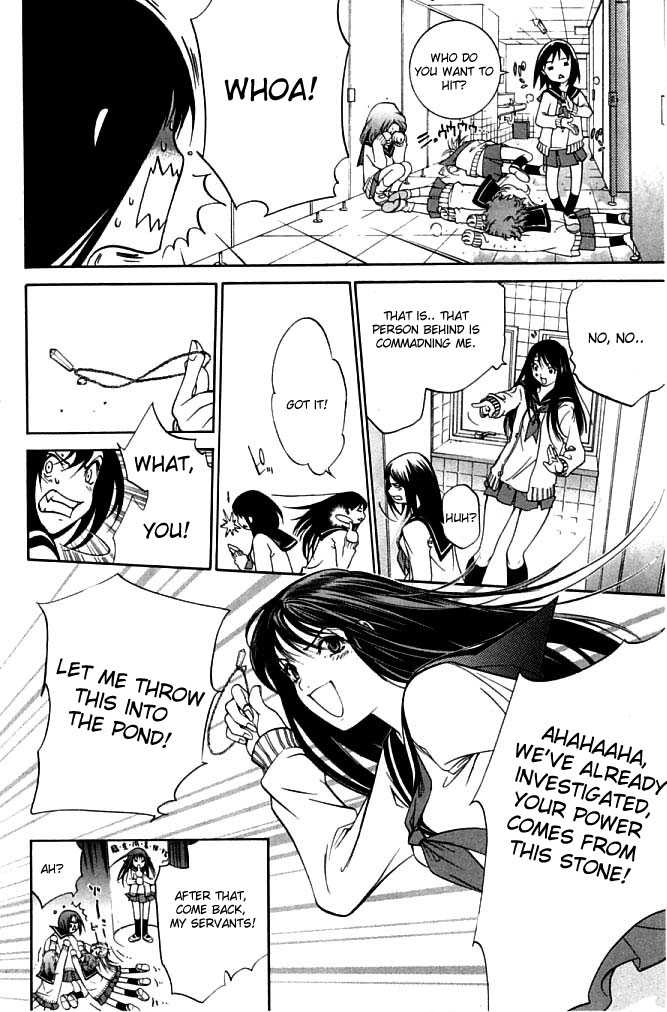 WHO DO
YOU WANT TO
HIT?
WHOA!
NO, NO..
THAT IS.. THAT
PERSON BEHIND IS
COMMADNING ME.
HUH?
GOT IT!
WHAT,
YOU!
AHAHAAHA,
WE'VE ALREADY
INVESTIGATED,
YOUR POWER
COMES FROM
THIS STONE!
LET ME THROW
THIS INTO
THE POND!
AFTER THAT,
COME BACK,
MY SERVANTS!
AH?